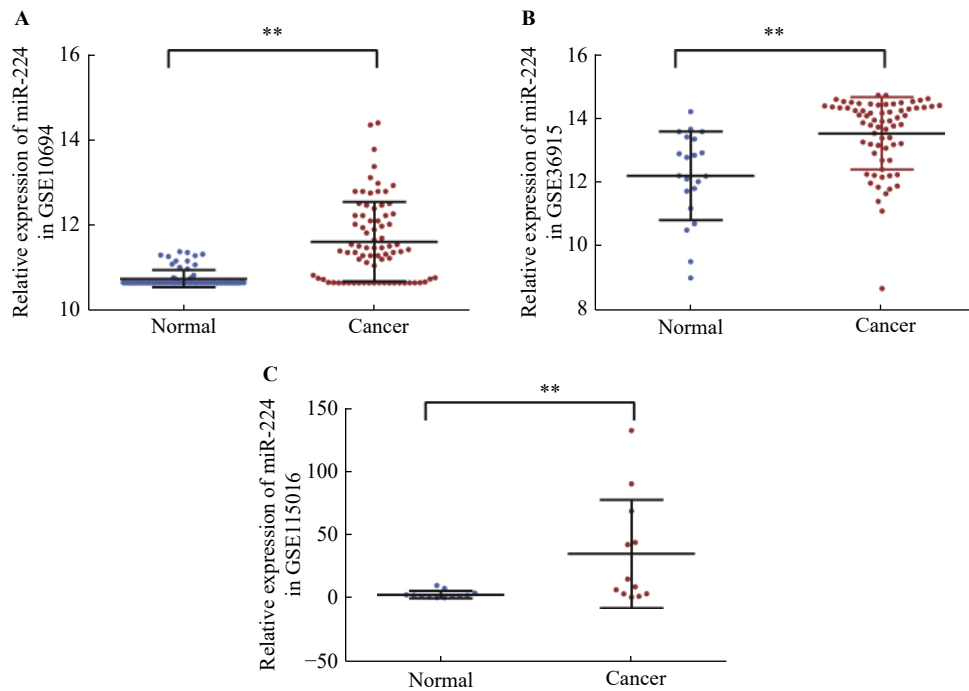 A
Relative expression of miR-224
in GSE10694
16
14
12
10
**
Normal
Cancer
B
Relative expression of miR-224
in GSE36915
16
14
12
10
8
**
Normal
Cancer
C
Relative expression of miR-224
in GSE115016
150
100
50
0
−50
**
Normal
Cancer